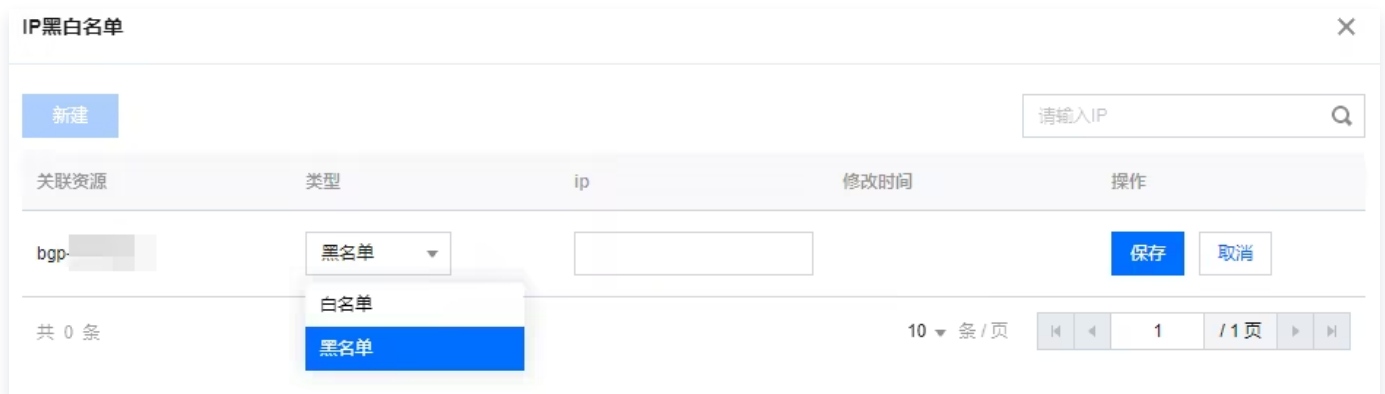 IP黑白名单
新建
请输入IP
关联资源 类型 ip 修改时间 操作
bgp- 黑名单 保存 取消
白名单
黑名单
共 0 条 10 条/页 1 /1页